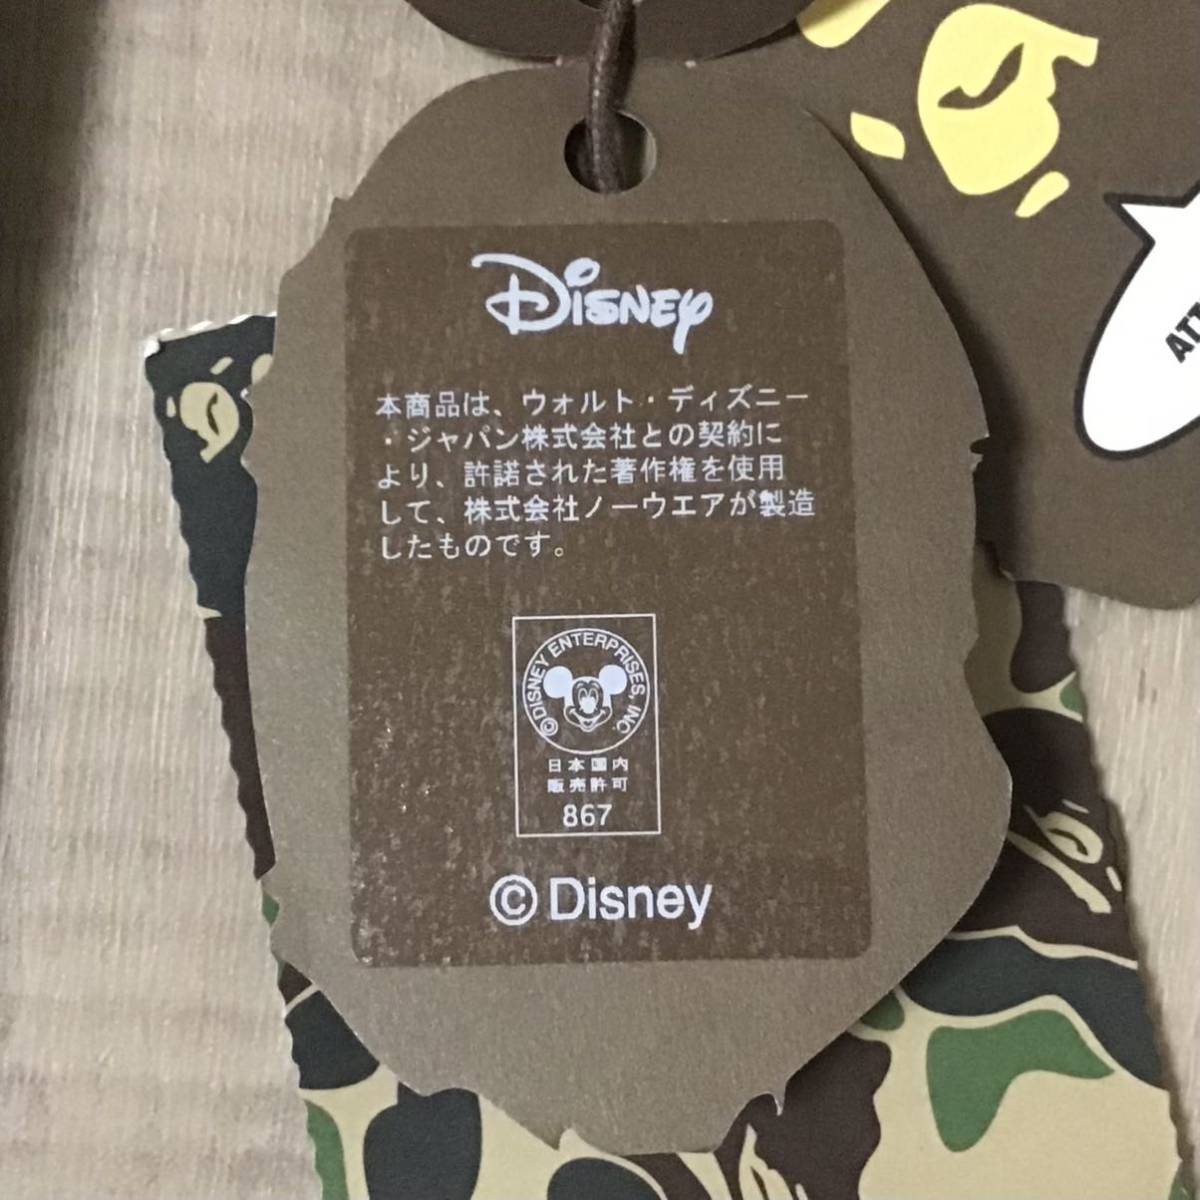 Disney
本商品は、ウォルト・ディズニー
・ジャパン株式会社との契約に
より、許諾された著作権を使用
して、株式会社ノーウエアが製造
したものです。
©DISNEY ENTERPRISES, INC.
日本国内
販売許可
867
© Disney
ATT